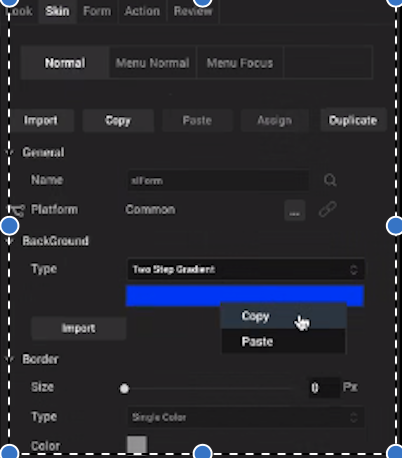 Look Skin Form Action Review
Normal Menu Normal Menu Focus
Import Copy Paste Assign Duplicate
General
Name slForm
Platform Common ...
BackGround
Type Two Step Gradient
Copy
Import Paste
Border
Size 0 Px
Type Single Color
Color